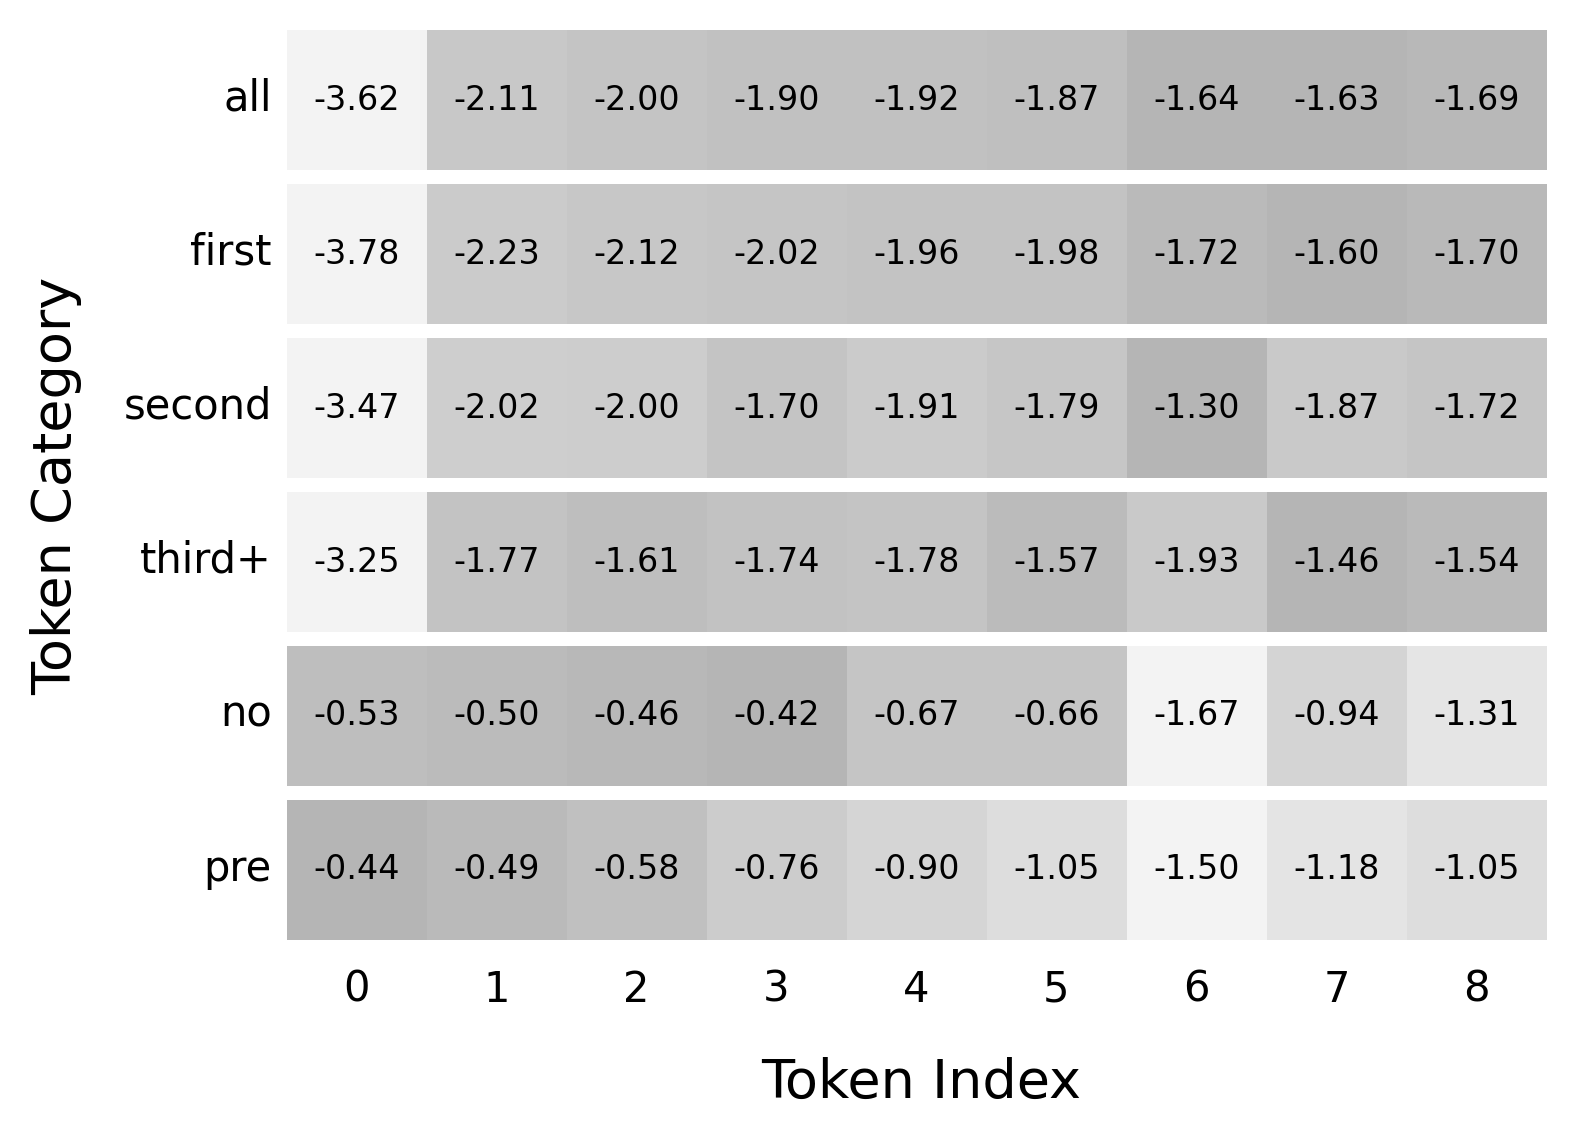 all -3.62 -2.11 -2.00 -1.90 -1.92 -1.87 -1.64 -1.63 -1.69
first -3.78 -2.23 -2.12 -2.02 -1.96 -1.98 -1.72 -1.60 -1.70
second -3.47 -2.02 -2.00 -1.70 -1.91 -1.79 -1.30 -1.87 -1.72
third+ -3.25 -1.77 -1.61 -1.74 -1.78 -1.57 -1.93 -1.46 -1.54
no -0.53 -0.50 -0.46 -0.42 -0.67 -0.66 -1.67 -0.94 -1.31
pre -0.44 -0.49 -0.58 -0.76 -0.90 -1.05 -1.50 -1.18 -1.05
0 1 2 3 4 5 6 7 8
Token Index
Token Category